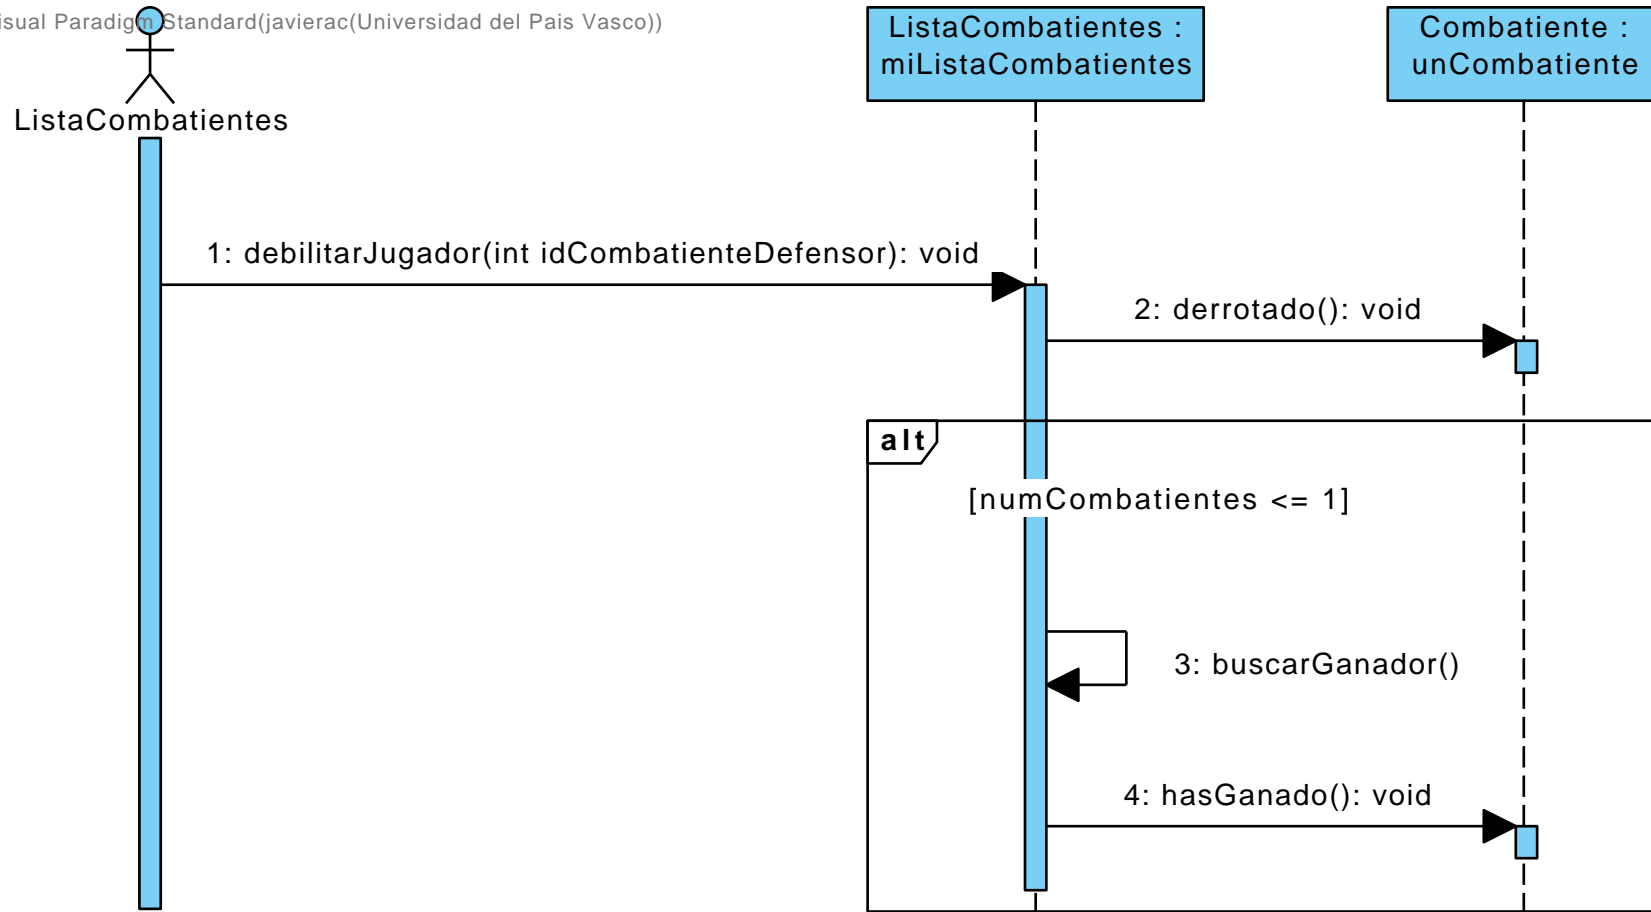 isual Paradigm Standard(javierac(Universidad del Pais Vasco))
ListaCombatientes :
miListaCombatientes
Combatiente :
unCombatiente
ListaCombatientes
1: debilitarJugador(int idCombatienteDefensor): void
2: derrotado(): void
alt
[numCombatientes <= 1]
3: buscarGanador()
4: hasGanado(): void